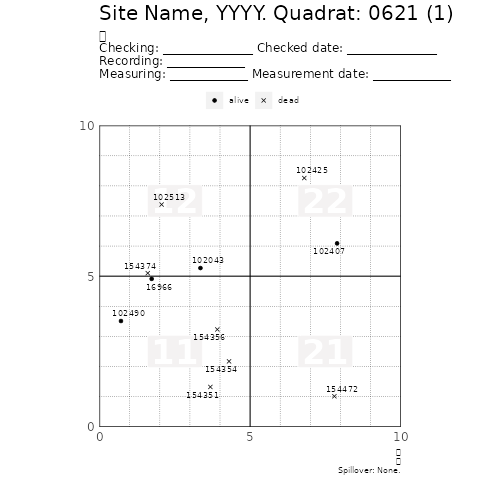 Site Name, YYYY. Quadrat: 0621 (1)
Checking: ______________ Checked date: ______________
Recording: ____________
Measuring: ____________ Measurement date: ____________
alive dead
10
102425
12 22
102513
102407
102043
154374
5
16966
102490
154356
11 21
154354
154351
154472
0
0 5 10
Spillover: None.